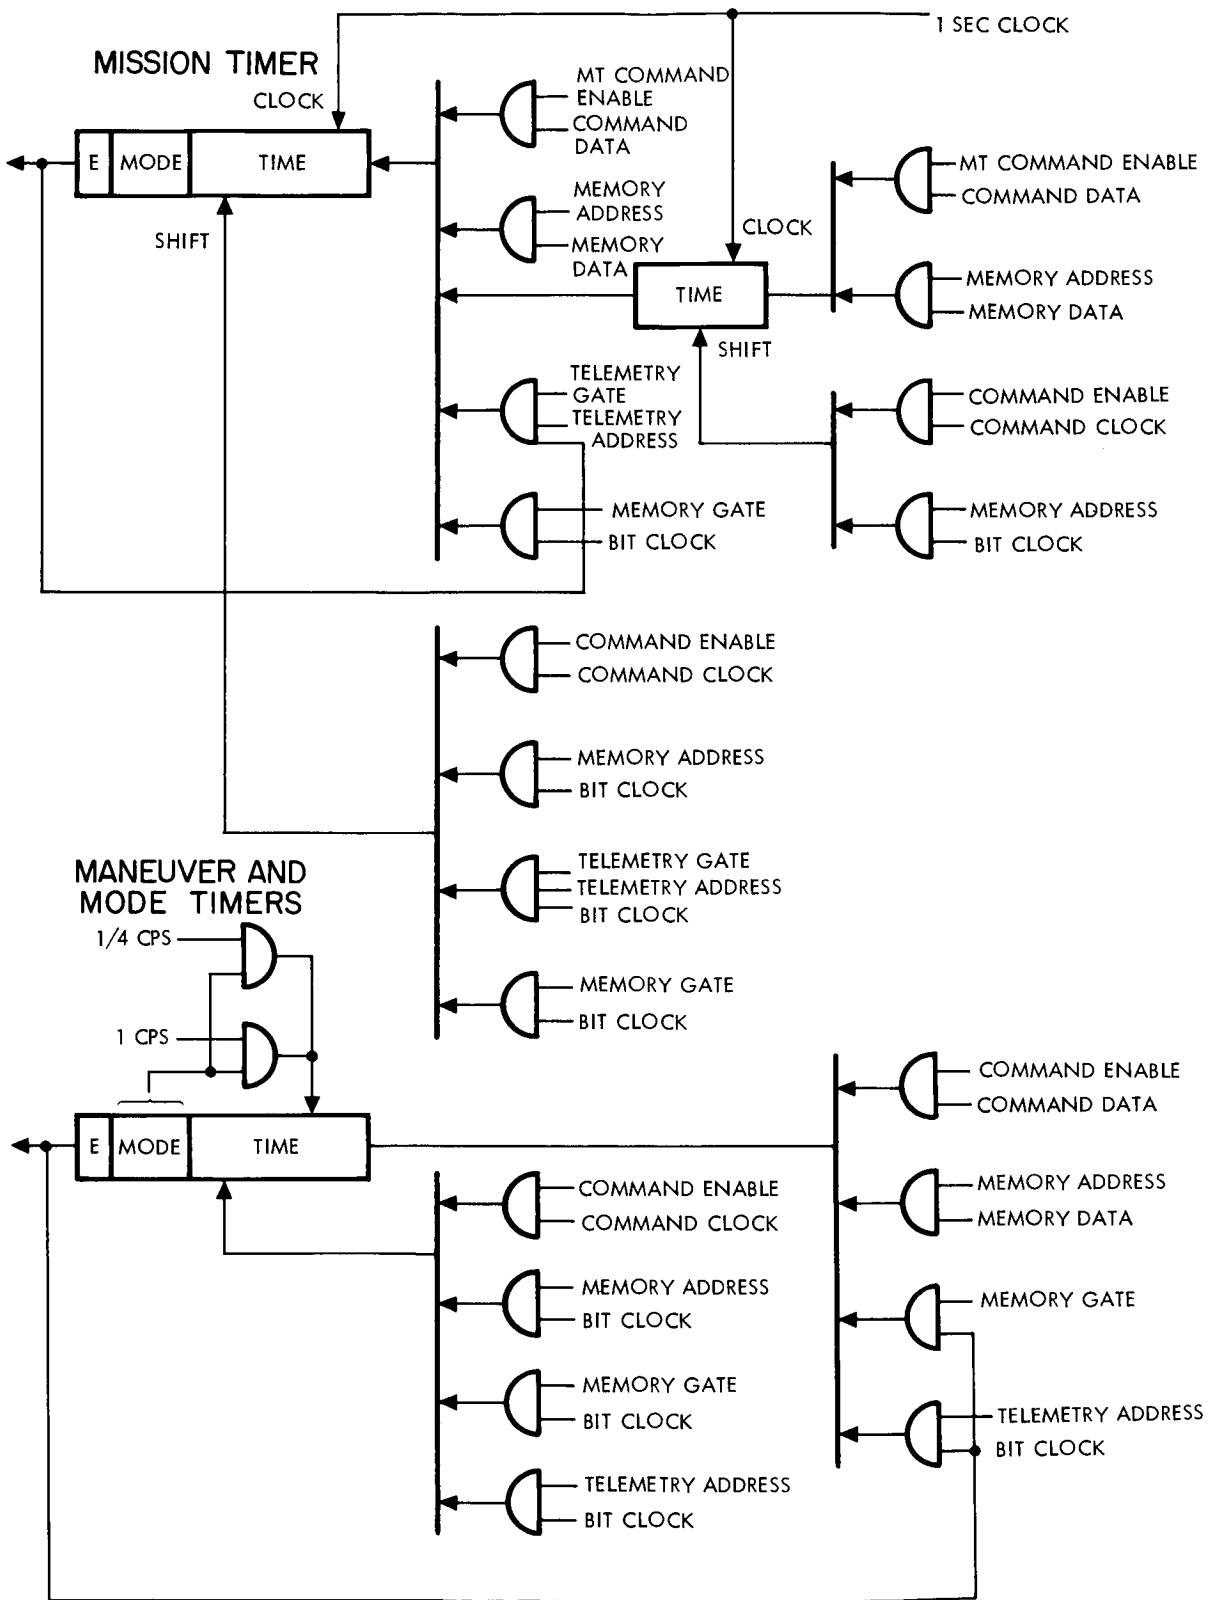 1 SEC CLOCK
MISSION TIMER
CLOCK
E
MODE
TIME
SHIFT
MT COMMAND
ENABLE
COMMAND
DATA
MEMORY
ADDRESS
MEMORY
DATA
CLOCK
TIME
SHIFT
MT COMMAND ENABLE
COMMAND DATA
MEMORY ADDRESS
MEMORY DATA
TELEMETRY
GATE
TELEMETRY
ADDRESS
COMMAND ENABLE
COMMAND CLOCK
MEMORY GATE
BIT CLOCK
MEMORY ADDRESS
BIT CLOCK
COMMAND ENABLE
COMMAND CLOCK
MEMORY ADDRESS
BIT CLOCK
TELEMETRY GATE
TELEMETRY ADDRESS
BIT CLOCK
MEMORY GATE
BIT CLOCK
MANEUVER AND
MODE TIMERS
1/4 CPS
1 CPS
E
MODE
TIME
COMMAND ENABLE
COMMAND DATA
MEMORY ADDRESS
MEMORY DATA
MEMORY GATE
TELEMETRY ADDRESS
BIT CLOCK
COMMAND ENABLE
COMMAND CLOCK
MEMORY ADDRESS
BIT CLOCK
MEMORY GATE
BIT CLOCK
TELEMETRY ADDRESS
BIT CLOCK